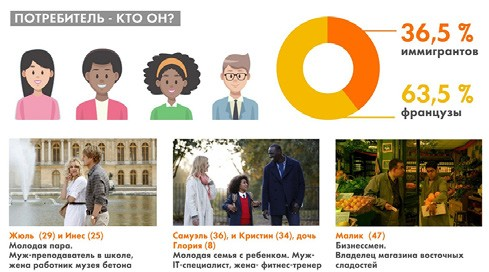 ПОТРЕБИТЕЛЬ - КТО ОН?
36,5 %
иммигрантов
63,5 %
французы
Жюль (29) и Инес (25)
Молодая пара.
Муж-преподаватель в школе,
жена работник музея бетона
Самуэль (36), и Кристин (34), дочь
Глория (8)
Молодая семья с ребенком. Муж-
IT-специалист, жена- фитнес-тренер
Малик (47)
Бизнесмен.
Владелец магазина восточных
сладостей